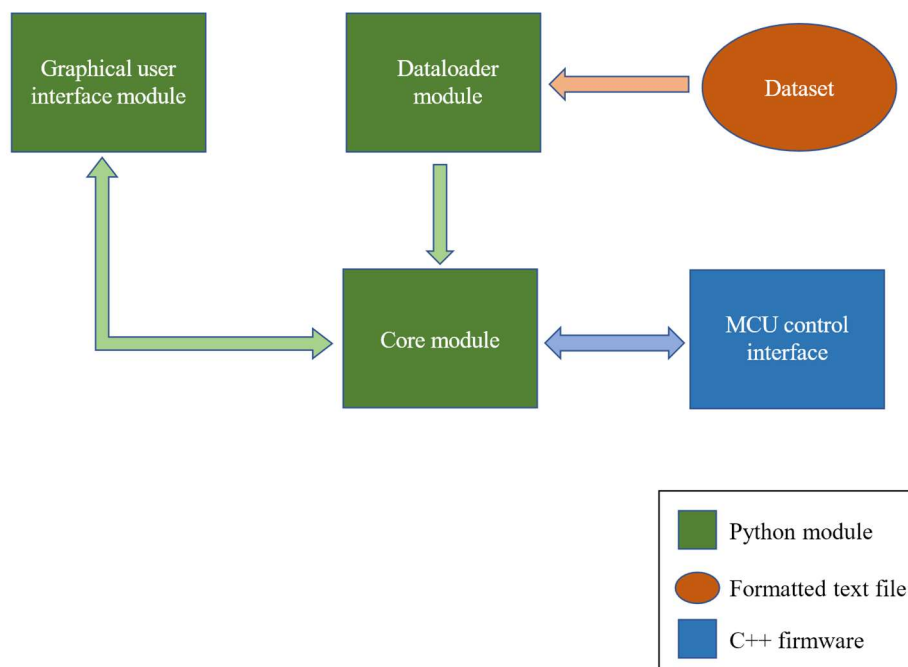 Graphical user
interface module
Dataloader
module
Dataset
Core module
MCU control
interface
Python module
Formatted text file
C++ firmware